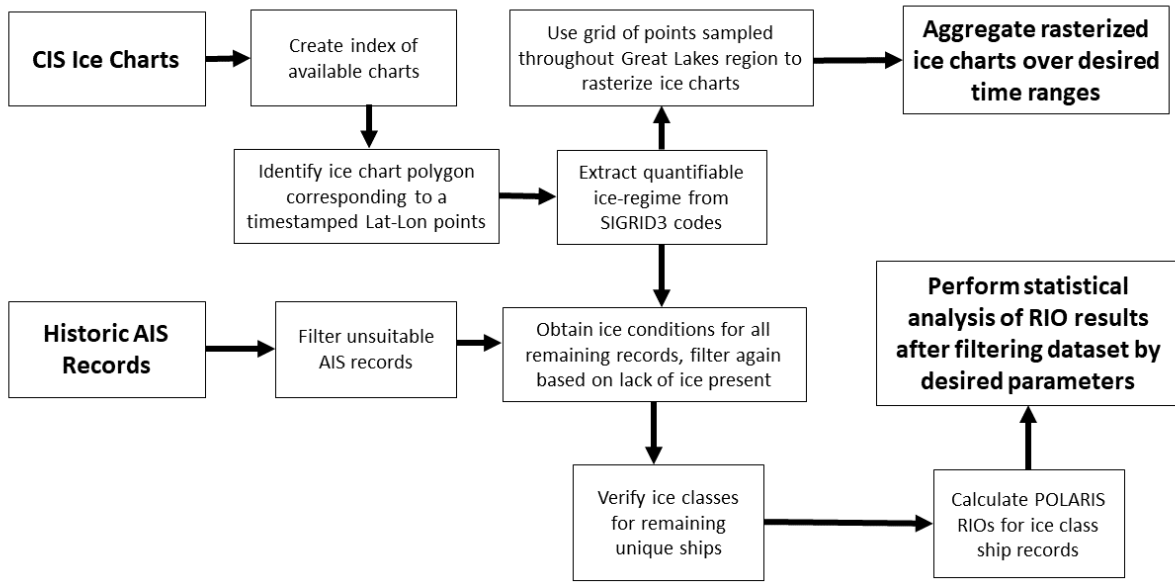 CIS Ice Charts
Create index of
available charts
Use grid of points sampled
throughout Great Lakes region to
rasterize ice charts
Aggregate rasterized
ice charts over desired
time ranges
Identify ice chart polygon
corresponding to a
timestamped Lat-Lon points
Extract quantifiable
ice-regime from
SIGRID3 codes
Historic AIS
Records
Filter unsuitable
AIS records
Obtain ice conditions for all
remaining records, filter again
based on lack of ice present
Perform statistical
analysis of RIO results
after filtering dataset by
desired parameters
Verify ice classes
for remaining
unique ships
Calculate POLARIS
RIOs for ice class
ship records